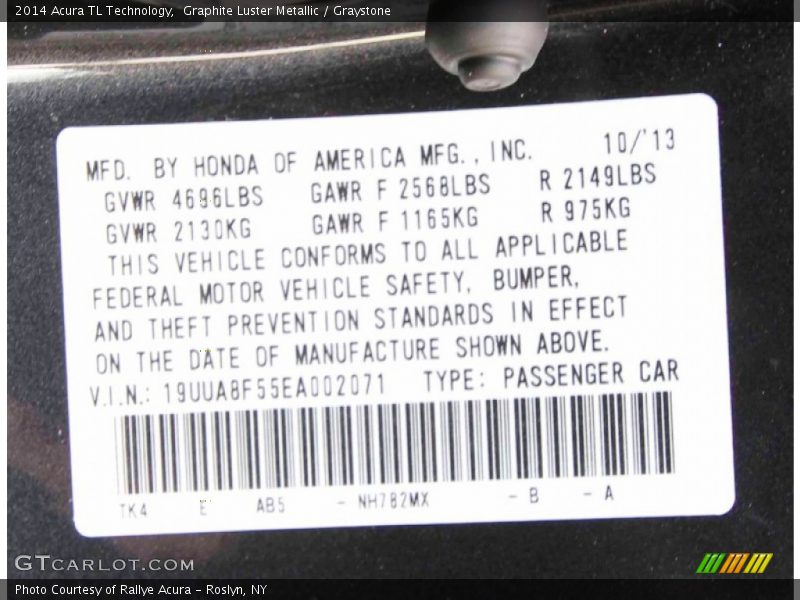 2014 Acura TL Technology,  Graphite Luster Metallic / Graystone
MFD. BY HONDA OF AMERICA MFG., INC. 10/'13
GVWR 4696LBS GAWR F 2568LBS R 2149LBS
GVWR 2130KG GAWR F 1165KG R 975KG
THIS VEHICLE CONFORMS TO ALL APPLICABLE
FEDERAL MOTOR VEHICLE SAFETY, BUMPER,
AND THEFT PREVENTION STANDARDS IN EFFECT
ON THE DATE OF MANUFACTURE SHOWN ABOVE.
V.I.N.: 19UUA8F55EA002071 TYPE: PASSENGER CAR
TK4 E AB5 - NH782MX - B - A
GTCARLOT.COM
Photo Courtesy of Rallye Acura – Roslyn, NY